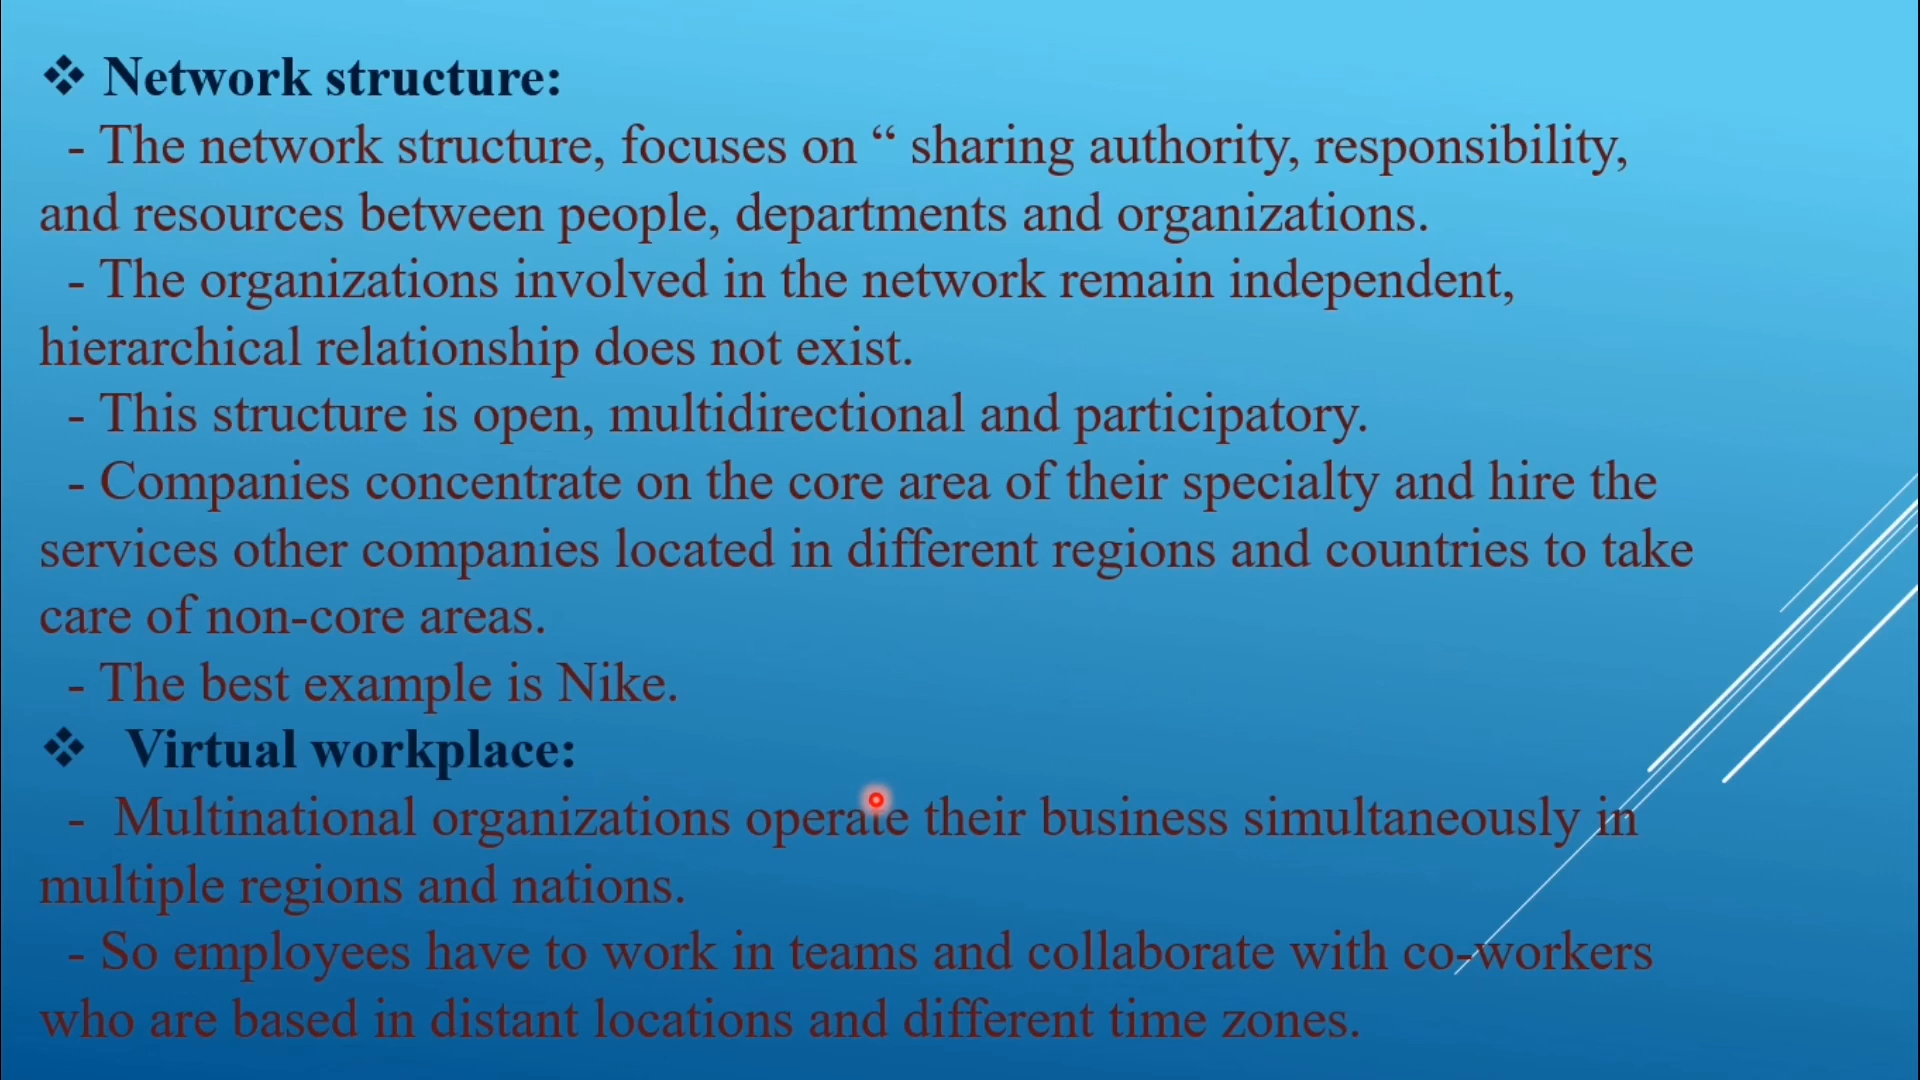 ❖ Network structure:
- The network structure, focuses on “ sharing authority, responsibility,
and resources between people, departments and organizations.
- The organizations involved in the network remain independent,
hierarchical relationship does not exist.
- This structure is open, multidirectional and participatory.
- Companies concentrate on the core area of their specialty and hire the
services other companies located in different regions and countries to take
care of non-core areas.
- The best example is Nike.
❖ Virtual workplace:
- Multinational organizations operate their business simultaneously in
multiple regions and nations.
- So employees have to work in teams and collaborate with co-workers
who are based in distant locations and different time zones.